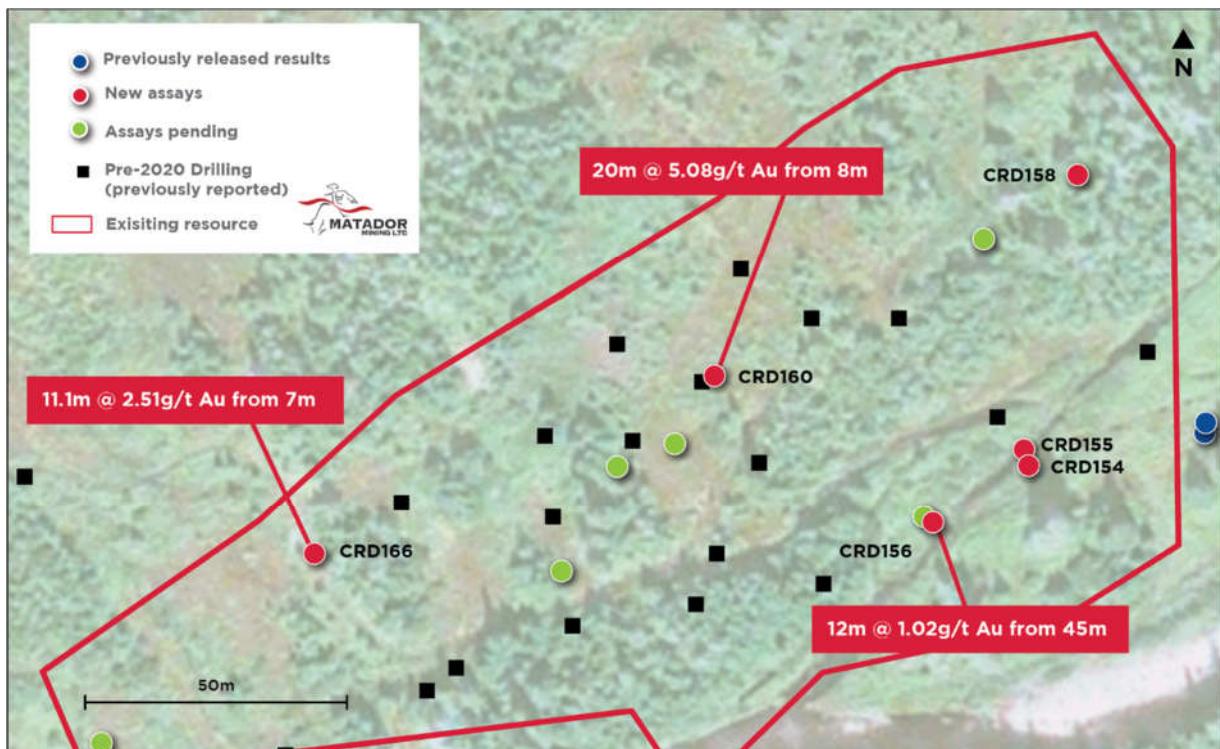 Previously released results
New assays
Assays pending
Pre-2020 Drilling
(previously reported)
Exisiting resource
MATADOR
MINING LTD
N
20m @ 5.08g/t Au from 8m
CRD158
CRD160
11.1m @ 2.51g/t Au from 7m
CRD155
CRD154
CRD166
CRD156
12m @ 1.02g/t Au from 45m
50m